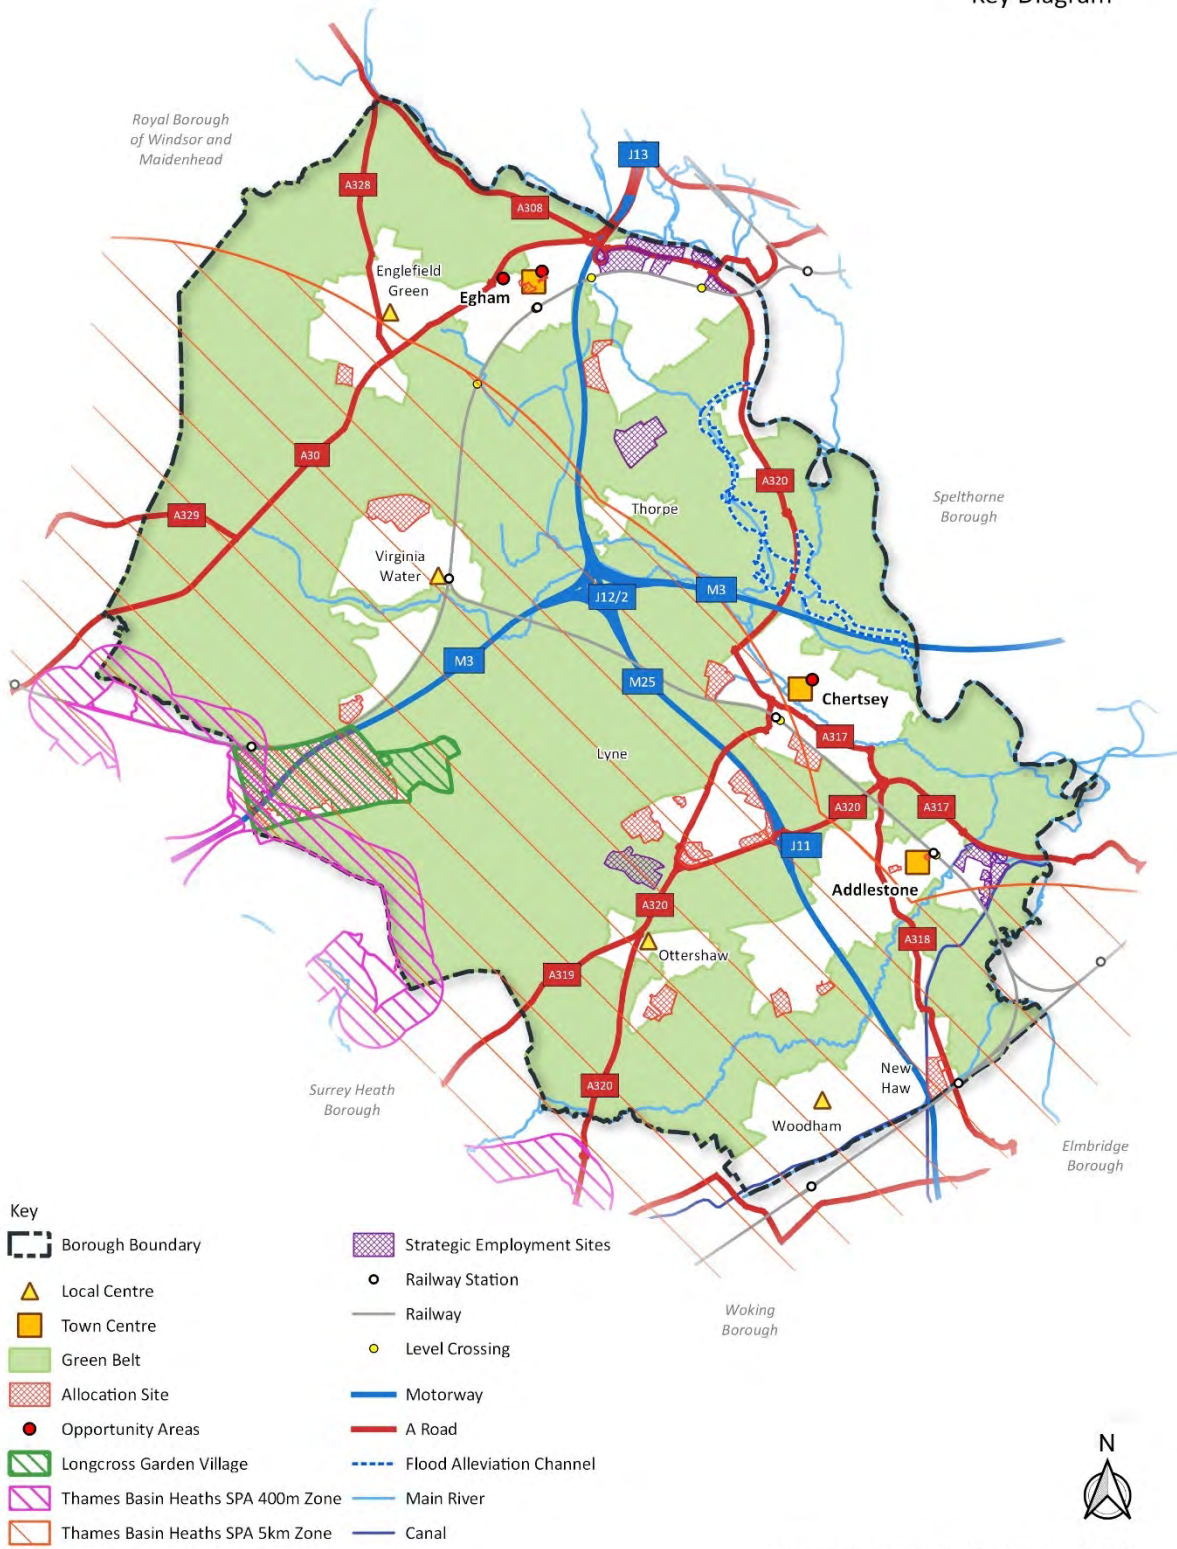 Key Diagram
Royal Borough
of Windsor and
Maidenhead
J13
A328
A308
Englefield
Green
Egham
A30
A320
A329
Thorpe
Spelthorne
Borough
Virginia
Water
J12/2
M3
M3
M25
Chertsey
A317
Lyne
A320
A317
J11
Addlestone
A320
A318
Ottershaw
A319
New
Haw
A320
Surrey Heath
Borough
Woodham
Elmbridge
Borough
Woking
Borough
Key
Borough Boundary
Local Centre
Town Centre
Green Belt
Allocation Site
Opportunity Areas
Longcross Garden Village
Thames Basin Heaths SPA 400m Zone
Thames Basin Heaths SPA 5km Zone
Strategic Employment Sites
Railway Station
Railway
Level Crossing
Motorway
A Road
Flood Alleviation Channel
Main River
Canal
N